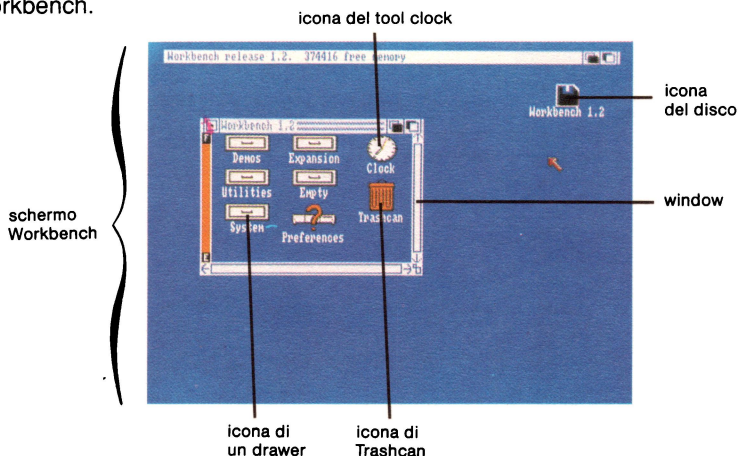 orkbench.
icona del tool clock
Workbench release 1.2. 374416 free memory
icona
del disco
Workbench 1.2
Workbench 1.2
Demos
Expansion
Clock
Utilities
Empty
Trashcan
window
System
Preferences
schermo
Workbench
F
E
icona di
un drawer
icona di
Trashcan